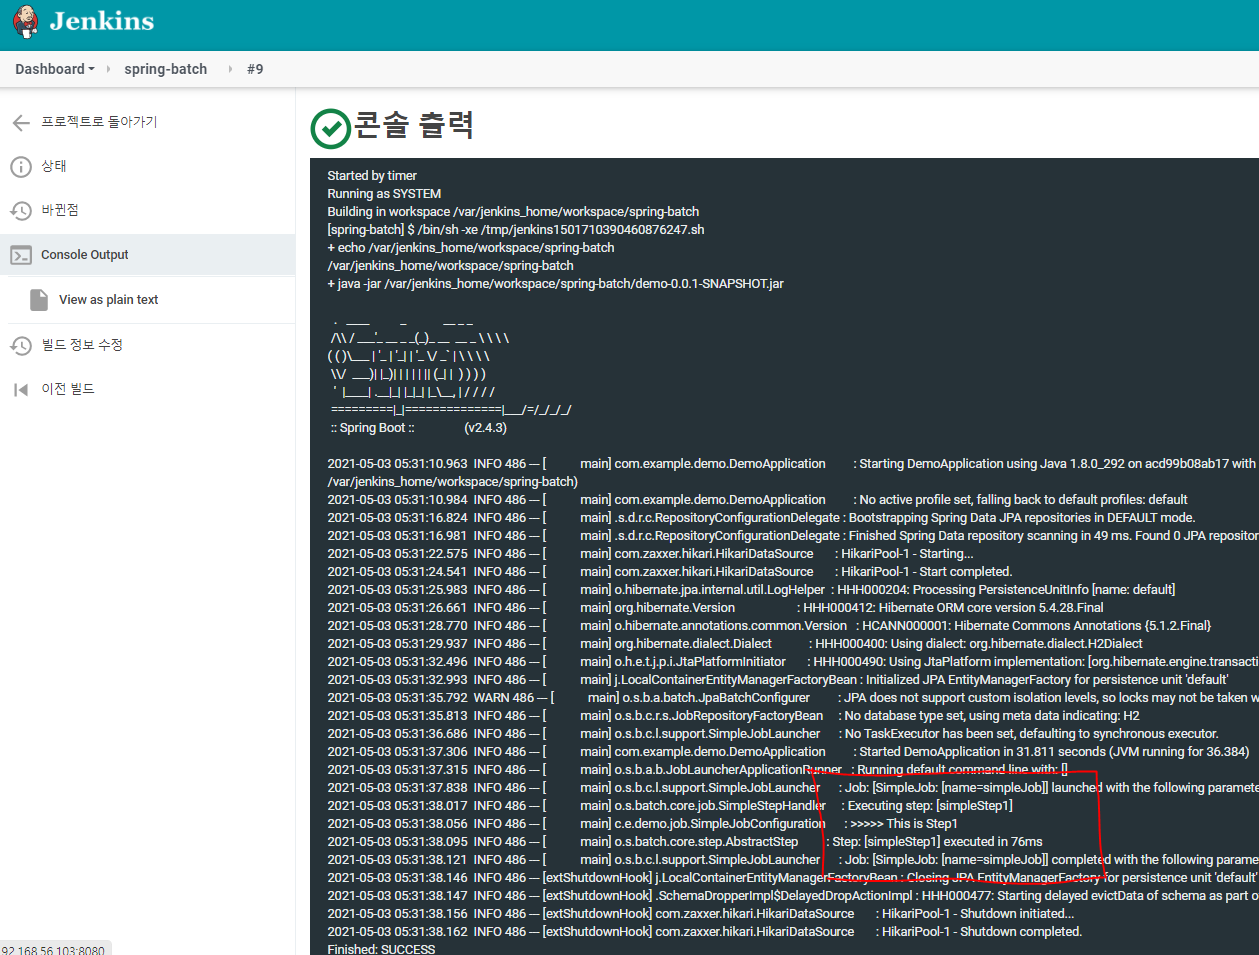 Jenkins
Dashboard
spring-batch
#9
프로젝트로 돌아가기
상태
바뀐점
Console Output
View as plain text
빌드 정보 수정
이전 빌드
콘솔 출력
Started by timer
Running as SYSTEM
Building in workspace /var/jenkins_home/workspace/spring-batch
[spring-batch] $ /bin/sh -xe /tmp/jenkins1501710390460876247.sh
+ echo /var/jenkins_home/workspace/spring-batch
/var/jenkins_home/workspace/spring-batch
+ java -jar /var/jenkins_home/workspace/spring-batch/demo-0.0.1-SNAPSHOT.jar
:: Spring Boot :: (v2.4.3)
2021-05-03 05:31:10.963 INFO 486 --- [ main] com.example.demo.DemoApplication : Starting DemoApplication using Java 1.8.0_292 on acd99b08ab17 with
/var/jenkins_home/workspace/spring-batch)
2021-05-03 05:31:10.984 INFO 486 --- [ main] com.example.demo.DemoApplication : No active profile set, falling back to default profiles: default
2021-05-03 05:31:16.824 INFO 486 --- [ main] .s.d.r.c.RepositoryConfigurationDelegate : Bootstrapping Spring Data JPA repositories in DEFAULT mode.
2021-05-03 05:31:16.981 INFO 486 --- [ main] .s.d.r.c.RepositoryConfigurationDelegate : Finished Spring Data repository scanning in 49 ms. Found 0 JPA repositor
2021-05-03 05:31:22.575 INFO 486 --- [ main] com.zaxxer.hikari.HikariDataSource : HikariPool-1 - Starting...
2021-05-03 05:31:24.541 INFO 486 --- [ main] com.zaxxer.hikari.HikariDataSource : HikariPool-1 - Start completed.
2021-05-03 05:31:25.983 INFO 486 --- [ main] o.hibernate.jpa.internal.util.LogHelper : HHH000204: Processing PersistenceUnitInfo [name: default]
2021-05-03 05:31:26.661 INFO 486 --- [ main] org.hibernate.Version : HHH000412: Hibernate ORM core version 5.4.28.Final
2021-05-03 05:31:28.770 INFO 486 --- [ main] o.hibernate.annotations.common.Version : HCANN000001: Hibernate Commons Annotations {5.1.2.Final}
2021-05-03 05:31:29.937 INFO 486 --- [ main] org.hibernate.dialect.Dialect : HHH000400: Using dialect: org.hibernate.dialect.H2Dialect
2021-05-03 05:31:32.496 INFO 486 --- [ main] o.h.e.t.j.p.i.JtaPlatformInitiator : HHH000490: Using JtaPlatform implementation: [org.hibernate.engine.transacti
2021-05-03 05:31:32.993 INFO 486 --- [ main] j.LocalContainerEntityManagerFactoryBean : Initialized JPA EntityManagerFactory for persistence unit 'default'
2021-05-03 05:31:35.792 WARN 486 --- [ main] o.s.b.a.batch.JpaBatchConfigurer : JPA does not support custom isolation levels, so locks may not be taken w
2021-05-03 05:31:35.813 INFO 486 --- [ main] o.s.b.c.r.s.JobRepositoryFactoryBean : No database type set, using meta data indicating: H2
2021-05-03 05:31:36.686 INFO 486 --- [ main] o.s.b.c.l.support.SimpleJobLauncher : No TaskExecutor has been set, defaulting to synchronous executor.
2021-05-03 05:31:37.306 INFO 486 --- [ main] com.example.demo.DemoApplication : Started DemoApplication in 31.811 seconds (JVM running for 36.384)
2021-05-03 05:31:37.315 INFO 486 --- [ main] o.s.b.a.b.JobLauncherApplicationRunner : Running default command line with: []
2021-05-03 05:31:37.838 INFO 486 --- [ main] o.s.b.c.l.support.SimpleJobLauncher : Job: [SimpleJob: [name=simpleJob]] launched with the following paramete
2021-05-03 05:31:38.017 INFO 486 --- [ main] o.s.batch.core.job.SimpleStepHandler : Executing step: [simpleStep1]
2021-05-03 05:31:38.056 INFO 486 --- [ main] c.e.demo.job.SimpleJobConfiguration : >>>>> This is Step1
2021-05-03 05:31:38.095 INFO 486 --- [ main] o.s.batch.core.step.AbstractStep : Step: [simpleStep1] executed in 76ms
2021-05-03 05:31:38.121 INFO 486 --- [ main] o.s.b.c.l.support.SimpleJobLauncher : Job: [SimpleJob: [name=simpleJob]] completed with the following parame
2021-05-03 05:31:38.146 INFO 486 --- [extShutdownHook] j.LocalContainerEntityManagerFactoryBean : Closing JPA EntityManagerFactory for persistence unit 'default'
2021-05-03 05:31:38.147 INFO 486 --- [extShutdownHook] .SchemaDropperImpl$DelayedDropActionImpl : HHH000477: Starting delayed evictData of schema as part o
2021-05-03 05:31:38.156 INFO 486 --- [extShutdownHook] com.zaxxer.hikari.HikariDataSource : HikariPool-1 - Shutdown initiated...
2021-05-03 05:31:38.162 INFO 486 --- [extShutdownHook] com.zaxxer.hikari.HikariDataSource : HikariPool-1 - Shutdown completed.
Finished: SUCCESS
92.168.56.103:8080